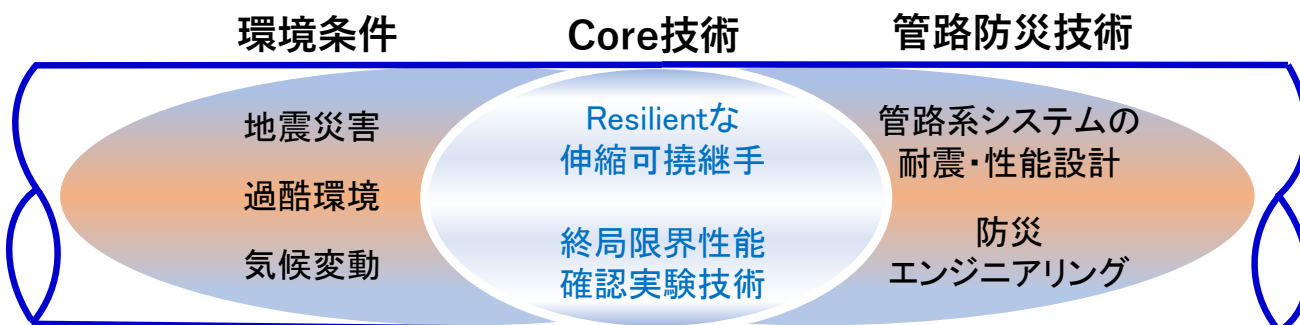 環境条件
地震災害
過酷環境
気候変動
Core技術
Resilientな
伸縮可撓継手
終局限界性能
確認実験技術
管路防災技術
管路系システムの
耐震・性能設計
防災
エンジニアリング